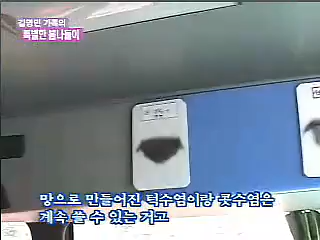 김명민 가족의
특별한 봄나들이
망으로 만들어진 턱수염이랑 콧수염은
계속 쓸 수 있는 거고